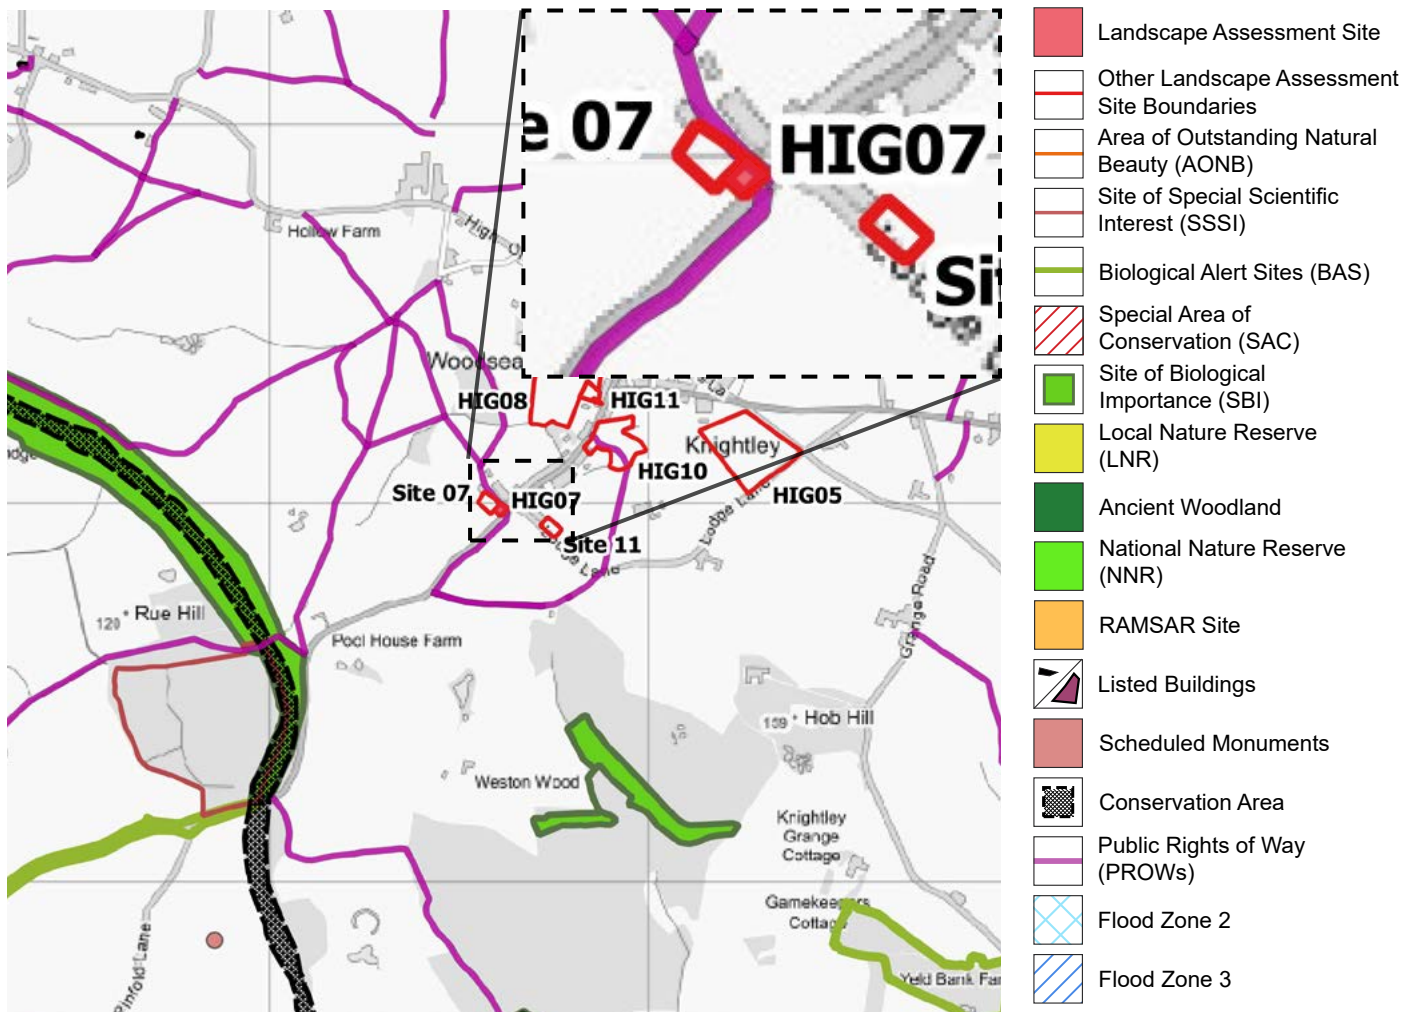 e 07
HIG07
Si
Hollow Farm
High O
Woodsea
HIG08
HIG11
Knightley
HIG10
HIG05
Lodge Lane
Site 07
HIG07
Site 11
Lodge Lane
120
Rue Hill
Pool House Farm
Grange Road
159
Hob Hill
Weston Wood
Knightley
Grange
Cottage
Gamekeepers
Cottage
Pinfold Lane
Yeld Bank Far
Landscape Assessment Site
Other Landscape Assessment
Site Boundaries
Area of Outstanding Natural
Beauty (AONB)
Site of Special Scientific
Interest (SSSI)
Biological Alert Sites (BAS)
Special Area of
Conservation (SAC)
Site of Biological
Importance (SBI)
Local Nature Reserve
(LNR)
Ancient Woodland
National Nature Reserve
(NNR)
RAMSAR Site
Listed Buildings
Scheduled Monuments
Conservation Area
Public Rights of Way
(PROWs)
Flood Zone 2
Flood Zone 3